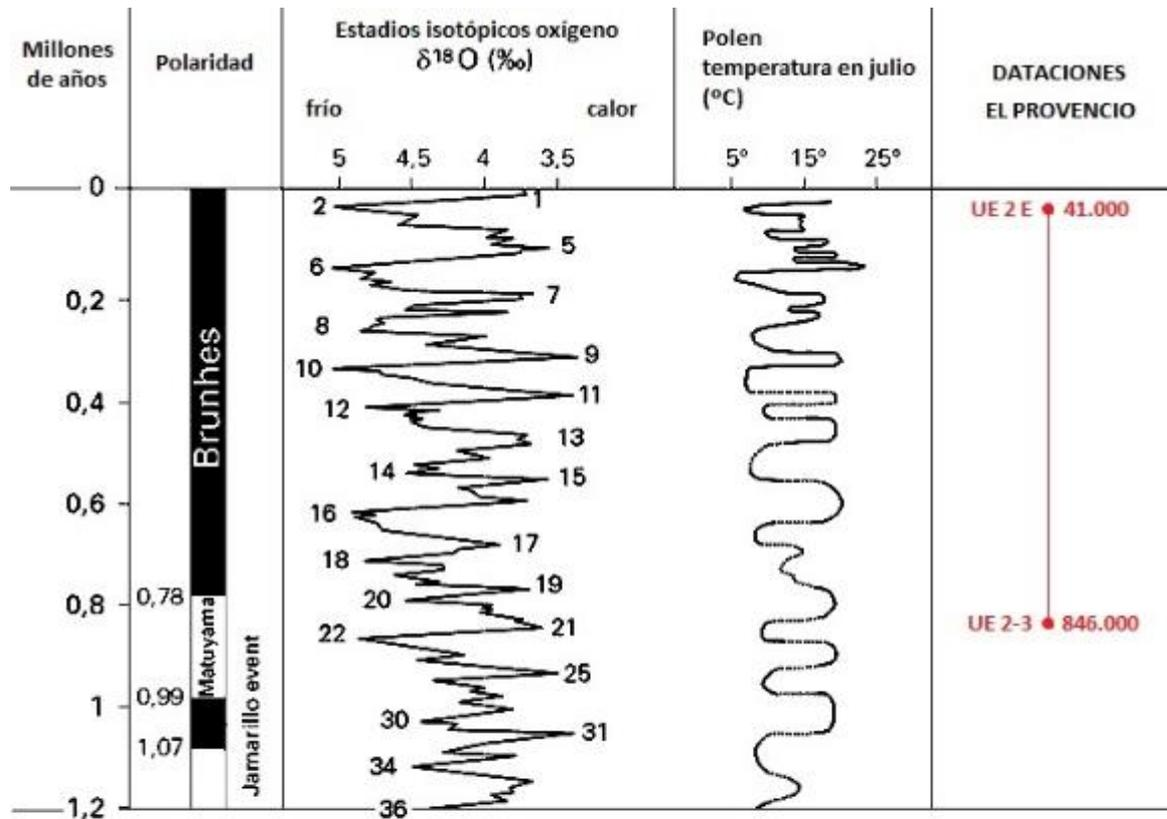 Millones
de años
Polaridad
Estadios isotópicos oxígeno
δ¹⁸O (‰)
frío
calor
5 4,5 4 3,5
Polen
temperatura en julio
(ºC)
5° 15° 25°
DATACIONES
EL PROVENCIO
0
0,2
0,4
0,6
0,8
1
1,2
Brunhes
0,78
Matuyama
0,99
1,07
Jamarillo event
1
2
5
6
7
8
9
10
11
12
13
14
15
16
17
18
19
20
21
22
25
30
31
34
36
UE 2 E 41.000
UE 2-3 846.000